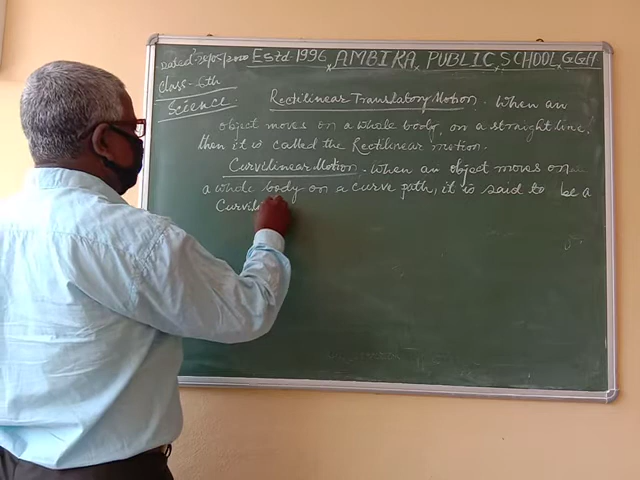 Dated-20/05/2020 Estd-1996, AMBIKA PUBLIC SCHOOL, GGH
Class-6th
Science Rectilinear Translatory Motion. When an
object moves on a whole body, on a straight line.
then it is called the Rectilinear motion.
Curvilinear Motion. When an object moves on
a whole body on a curve path, it is said to be a
Curvili